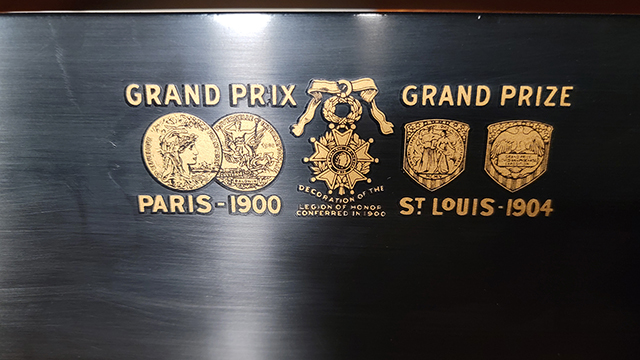 GRAND PRIX
PARIS-1900
DECORATION OF THE
LEGION OF HONOR
CONFERRED IN 1900
GRAND PRIZE
ST LOUIS-1904